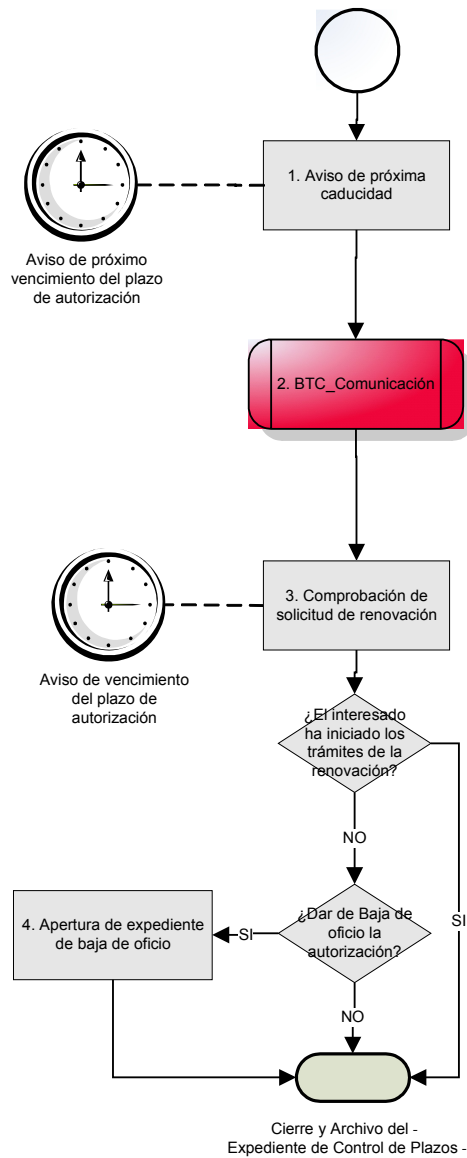 1. Aviso de próxima
caducidad
Aviso de próximo
vencimiento del plazo
de autorización
2. BTC_Comunicación
3. Comprobación de
solicitud de renovación
Aviso de vencimiento
del plazo de
autorización
¿El interesado
ha iniciado los
trámites de la
renovación?
NO
SI
¿Dar de Baja de
oficio la
autorización?
SI
4. Apertura de expediente
de baja de oficio
NO
Cierre y Archivo del -
Expediente de Control de Plazos -